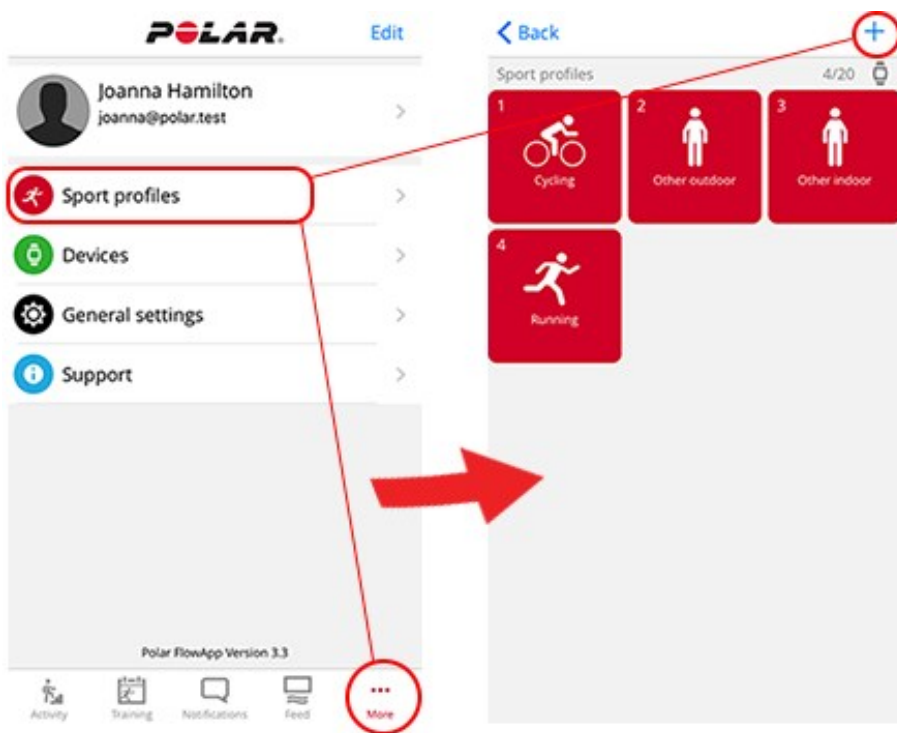 POLAR.
Edit
Joanna Hamilton
joanna@polar.test
Sport profiles
Devices
General settings
Support
Polar FlowApp Version 3.3
Activity
Training
Notifications
Feed
More
Back
+
Sport profiles
4/20
1
Cycling
2
Other outdoor
3
Other indoor
4
Running